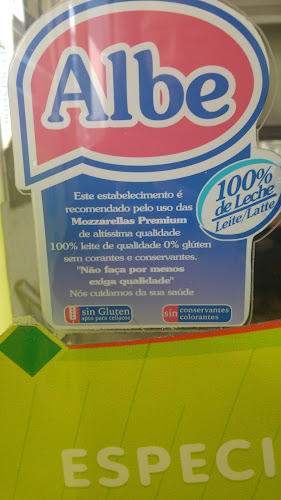 Albe
Este estabelecimento é
recomendado pelo uso das
Mozzarellas Premium
de altíssima qualidade
100% leite de qualidade 0% glúten
sem corantes e conservantes.
"Não faça por menos
exiga qualidade"
Nós cuidamos da sua saúde
100%
de Leche
Leite/Latte
sin Gluten
apto para celíacos
sin conservantes
colorantes
ESPECI